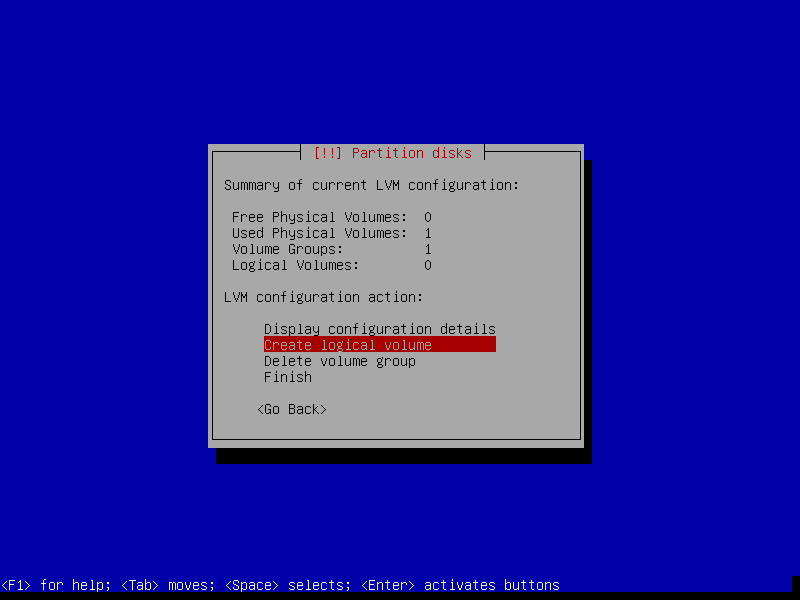 [!!] Partition disks
Summary of current LVM configuration:
Free Physical Volumes: 0
Used Physical Volumes: 1
Volume Groups: 1
Logical Volumes: 0
LVM configuration action:
Display configuration details
Create logical volume
Delete volume group
Finish
<Go Back>
<F1> for help; <Tab> moves; <Space> selects; <Enter> activates buttons